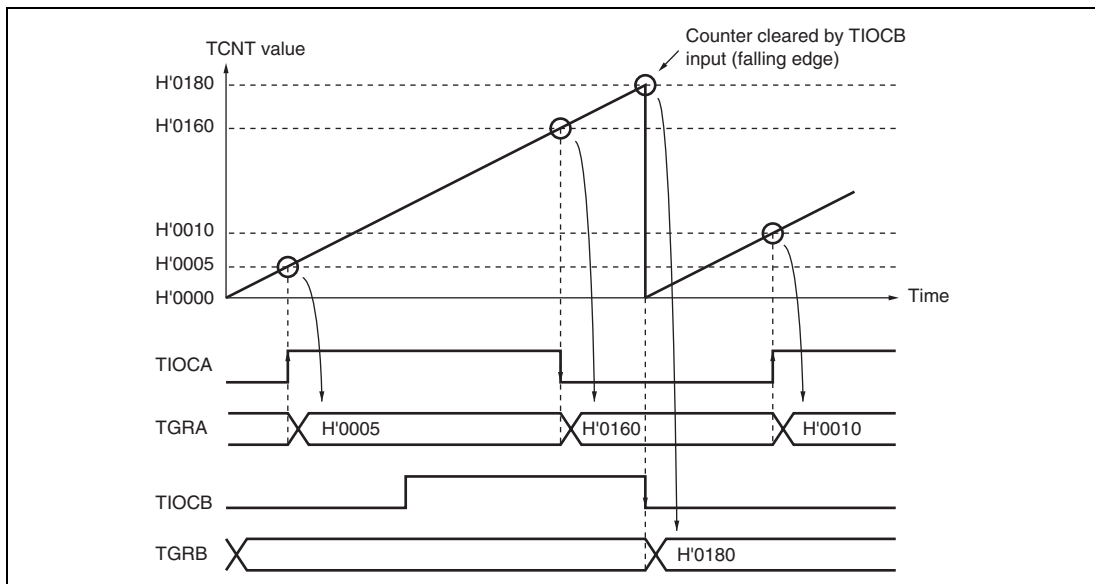 Counter cleared by TIOCB
input (falling edge)
TCNT value
H'0180
H'0160
H'0010
H'0005
H'0000
Time
TIOCA
TGRA
H'0005
H'0160
H'0010
TIOCB
TGRB
H'0180